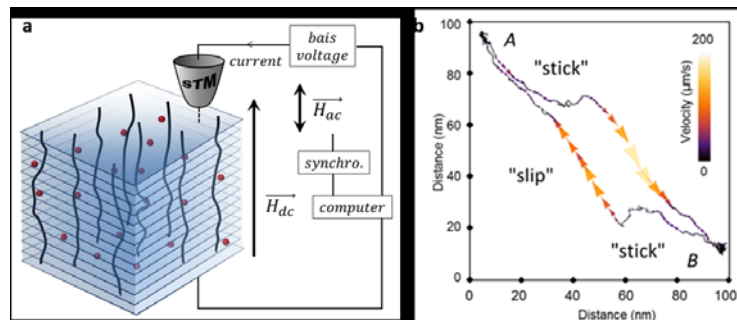 a
STM
current
bais
voltage
H_ac
synchro.
computer
H_dc
b
100
80
60
40
20
0
Distance (nm)
0 20 40 60 80 100
Distance (nm)
A
"stick"
"slip"
"stick"
B
200
Velocity (µm/s)
0